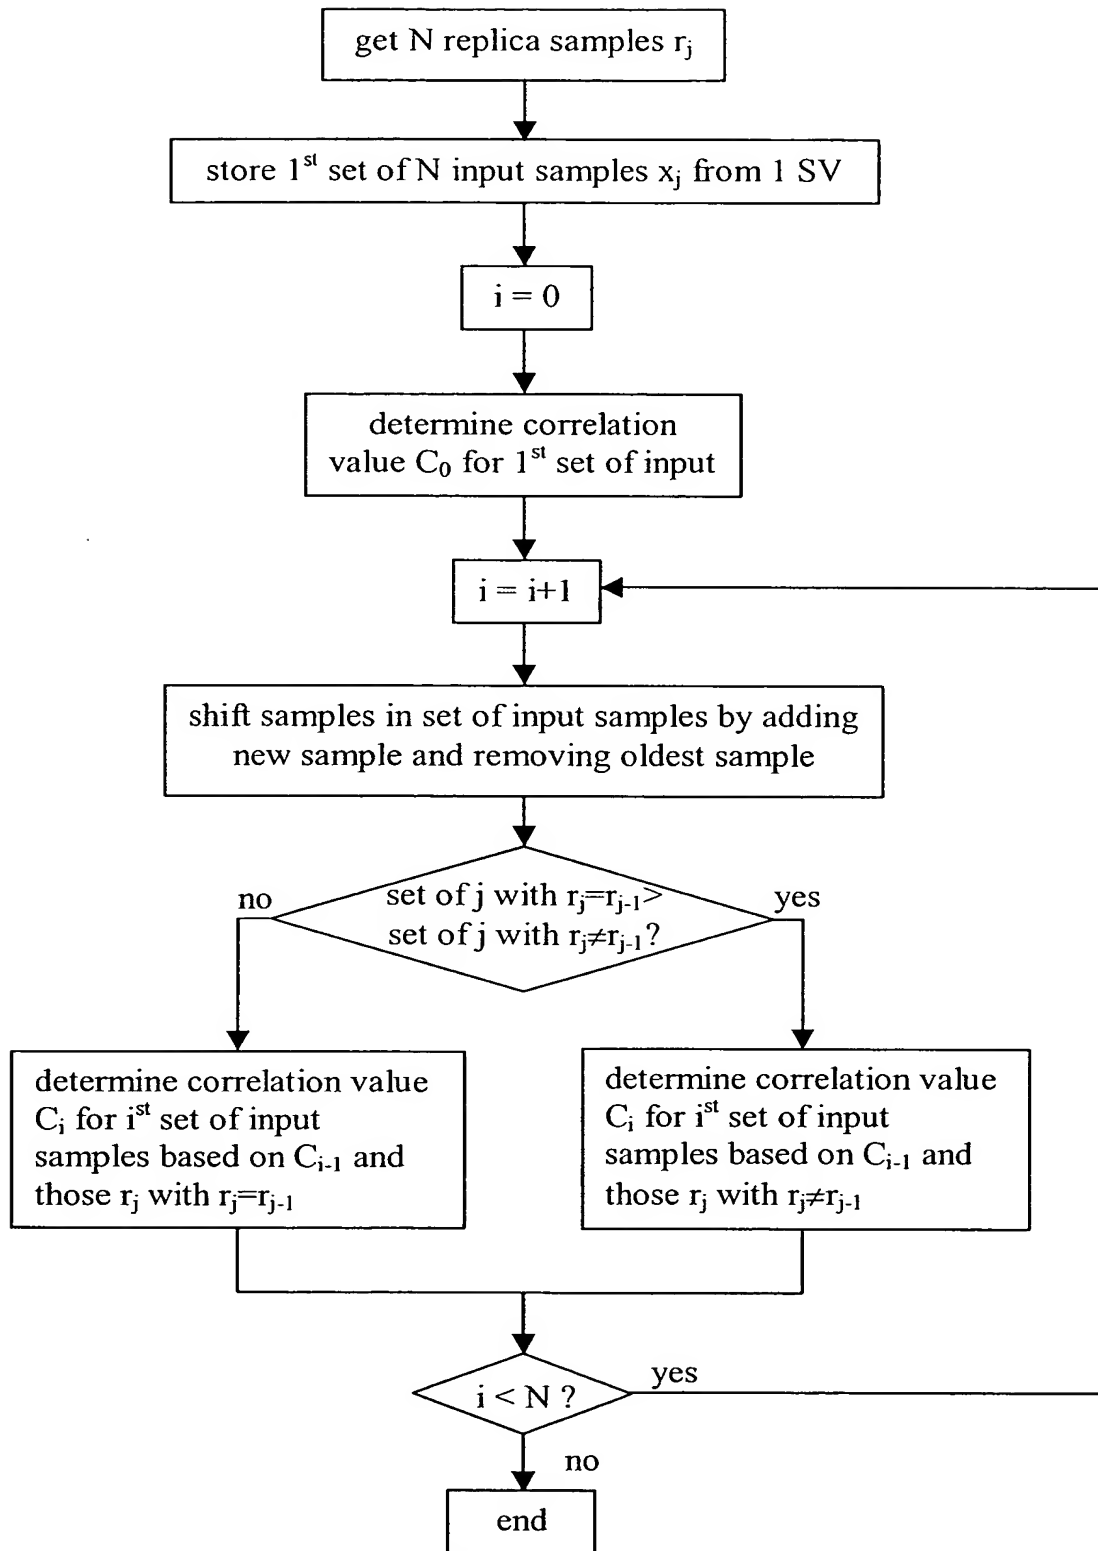 get N replica samples rj
store 1st set of N input samples xj from 1 SV
i = 0
determine correlation
value C0 for 1st set of input
i = i+1
shift samples in set of input samples by adding
new sample and removing oldest sample
no
set of j with rj=rj-1>
set of j with rj≠rj-1?
yes
determine correlation value
Ci for ist set of input
samples based on Ci-1 and
those rj with rj=rj-1
determine correlation value
Ci for ist set of input
samples based on Ci-1 and
those rj with rj≠rj-1
i < N ?
yes
no
end